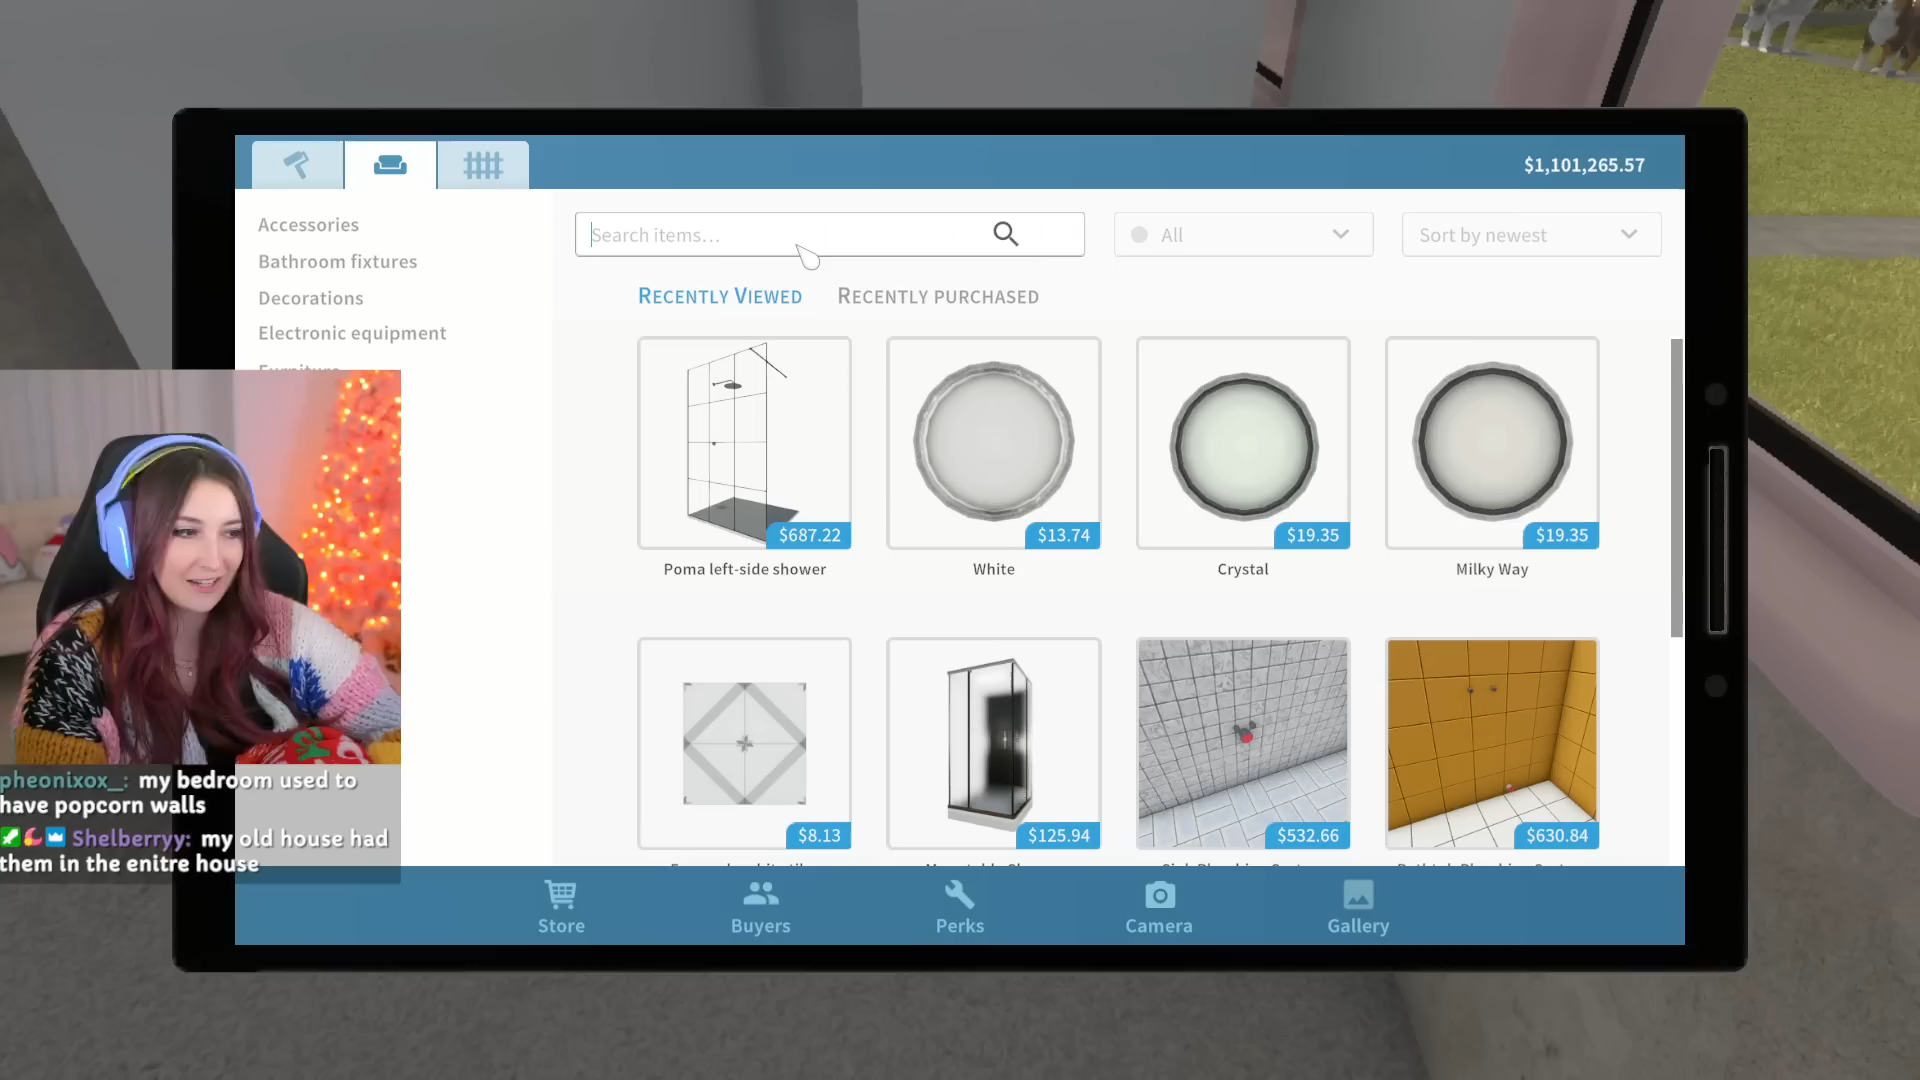 $1,101,265.57
Accessories
Bathroom fixtures
Decorations
Electronic equipment
Furniture
Search items...
All
Sort by newest
RECENTLY VIEWED
RECENTLY PURCHASED
$687.22
$13.74
$19.35
$19.35
Poma left-side shower
White
Crystal
Milky Way
$8.13
$125.94
$532.66
$630.84
pheonixox_: my bedroom used to
have popcorn walls
Shelberryy: my old house had
them in the enitre house
Store
Buyers
Perks
Camera
Gallery